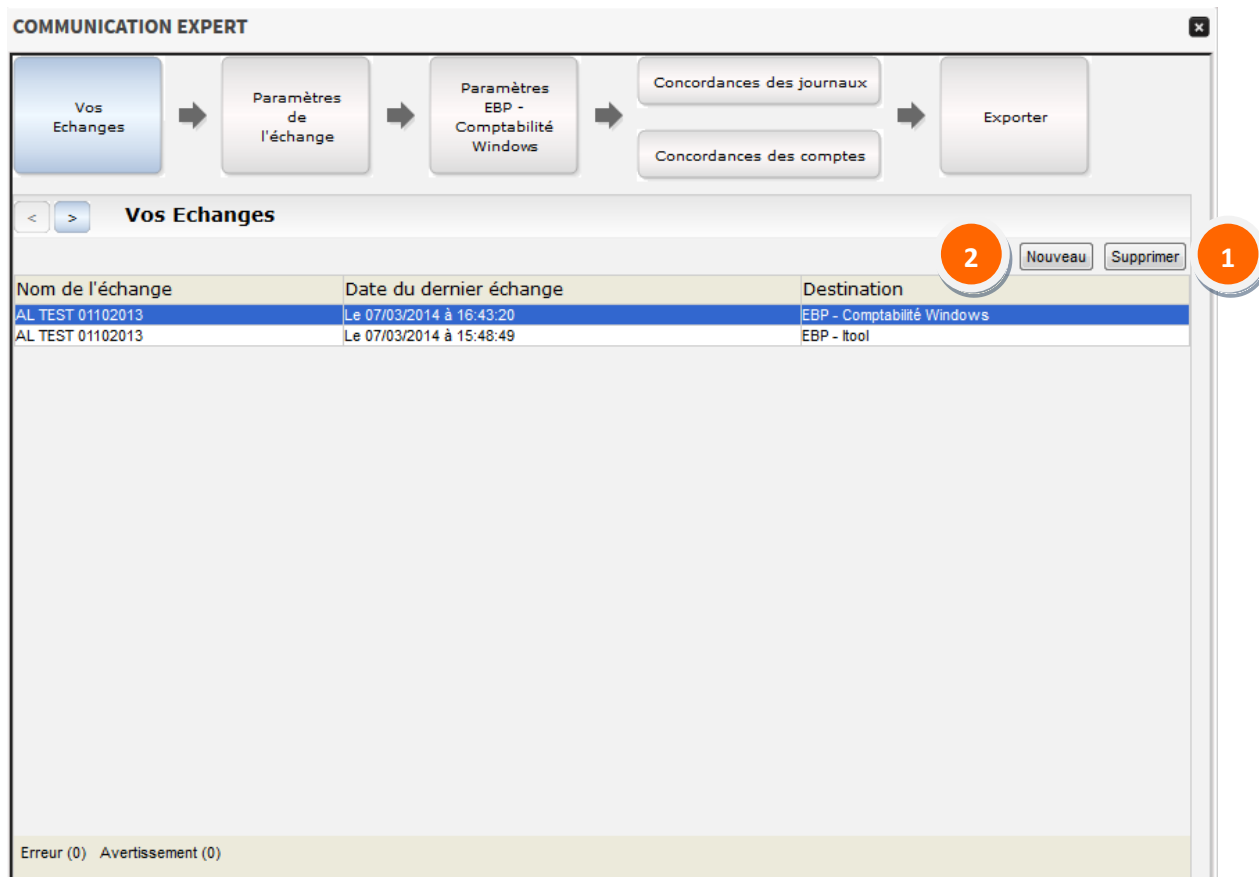 COMMUNICATION EXPERT
Vos
Echanges
Paramètres
de
l'échange
Paramètres
EBP -
Comptabilité
Windows
Concordances des journaux
Concordances des comptes
Exporter
< > Vos Echanges
2 Nouveau Supprimer 1
Nom de l'échange Date du dernier échange Destination
AL TEST 01102013 Le 07/03/2014 à 16:43:20 EBP - Comptabilité Windows
AL TEST 01102013 Le 07/03/2014 à 15:48:49 EBP - Itool
Erreur (0) Avertissement (0)